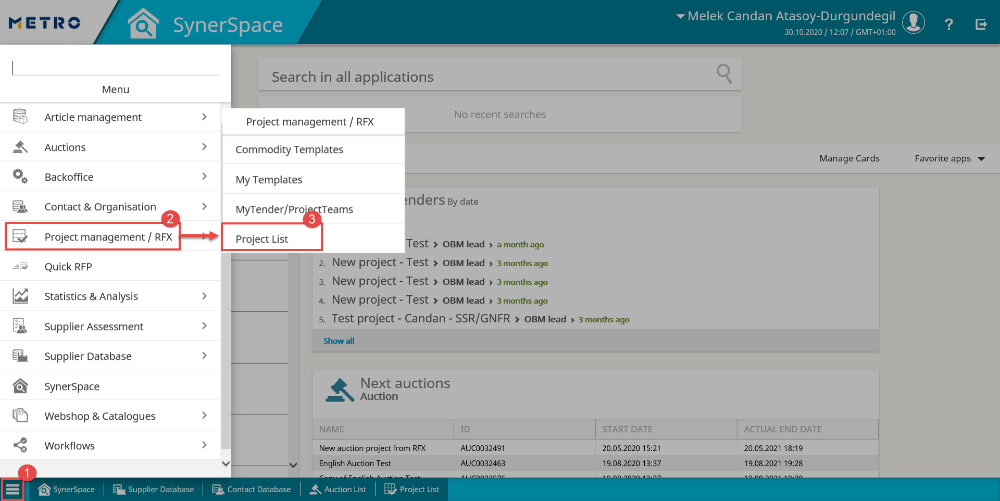 METRO
SynerSpace
Melek Candan Atasoy-Durgundegil
30.10.2020 / 12:07 / GMT+01:00
?
Menu
Article management
Auctions
Backoffice
Contact & Organisation
2
Project management / RFX
Quick RFP
Statistics & Analysis
Supplier Assessment
Supplier Database
SynerSpace
Webshop & Catalogues
Workflows
Project management / RFX
Commodity Templates
My Templates
MyTender/ProjectTeams
3
Project List
Search in all applications
No recent searches
Manage Cards
Favorite apps
By date
Test > OBM lead > a month ago
2. New project - Test > OBM lead > 3 months ago
3. New project - Test > OBM lead > 3 months ago
4. New project - Test > OBM lead > 3 months ago
5. Test project - Candan - SSR/GNFR > OBM lead > 3 months ago
Show all
Next auctions
Auction
NAME ID START DATE ACTUAL END DATE
New auction project from RFX AUC0032491 20.05.2020 15:21 20.05.2021 18:19
English Auction Test AUC0032463 19.08.2020 13:37 19.08.2021 19:28
1
SynerSpace Supplier Database Contact Database Auction List Project List